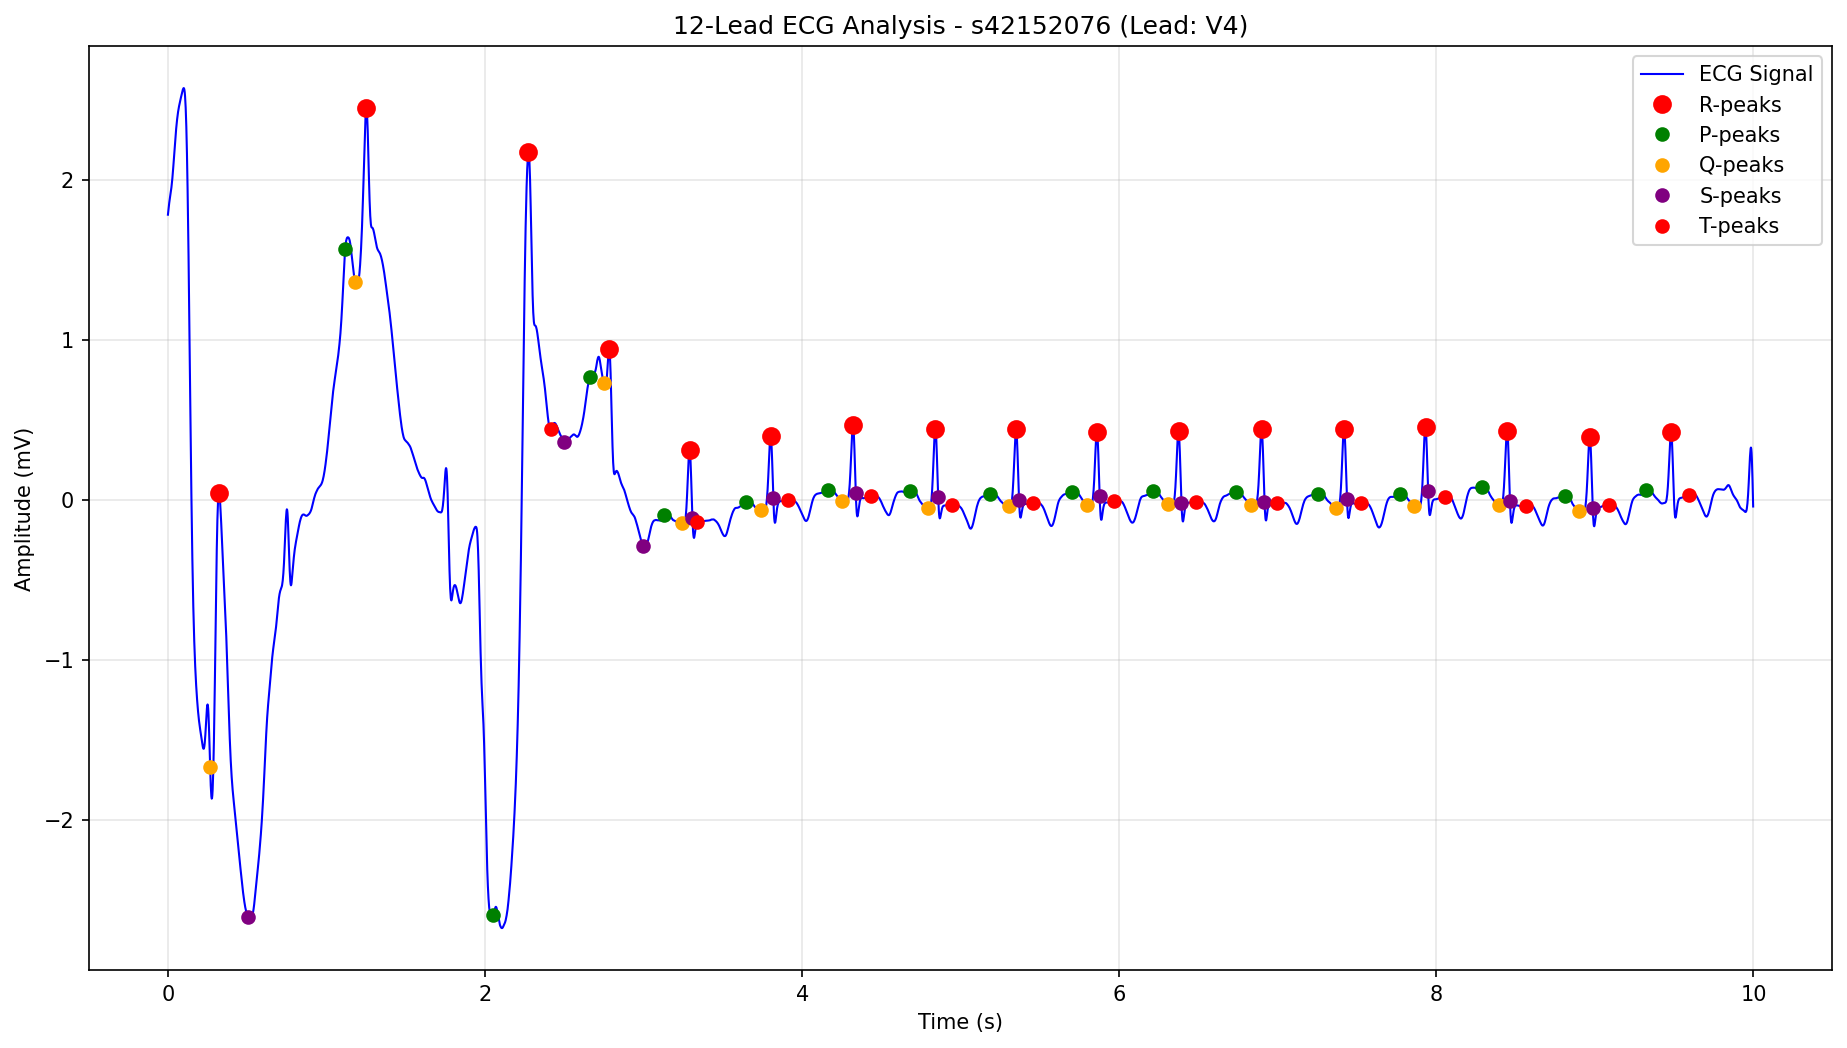 12-Lead ECG Analysis - s42152076 (Lead: V4)
ECG Signal
R-peaks
P-peaks
Q-peaks
S-peaks
T-peaks
Amplitude (mV)
2
1
0
−1
−2
0 2 4 6 8 10
Time (s)